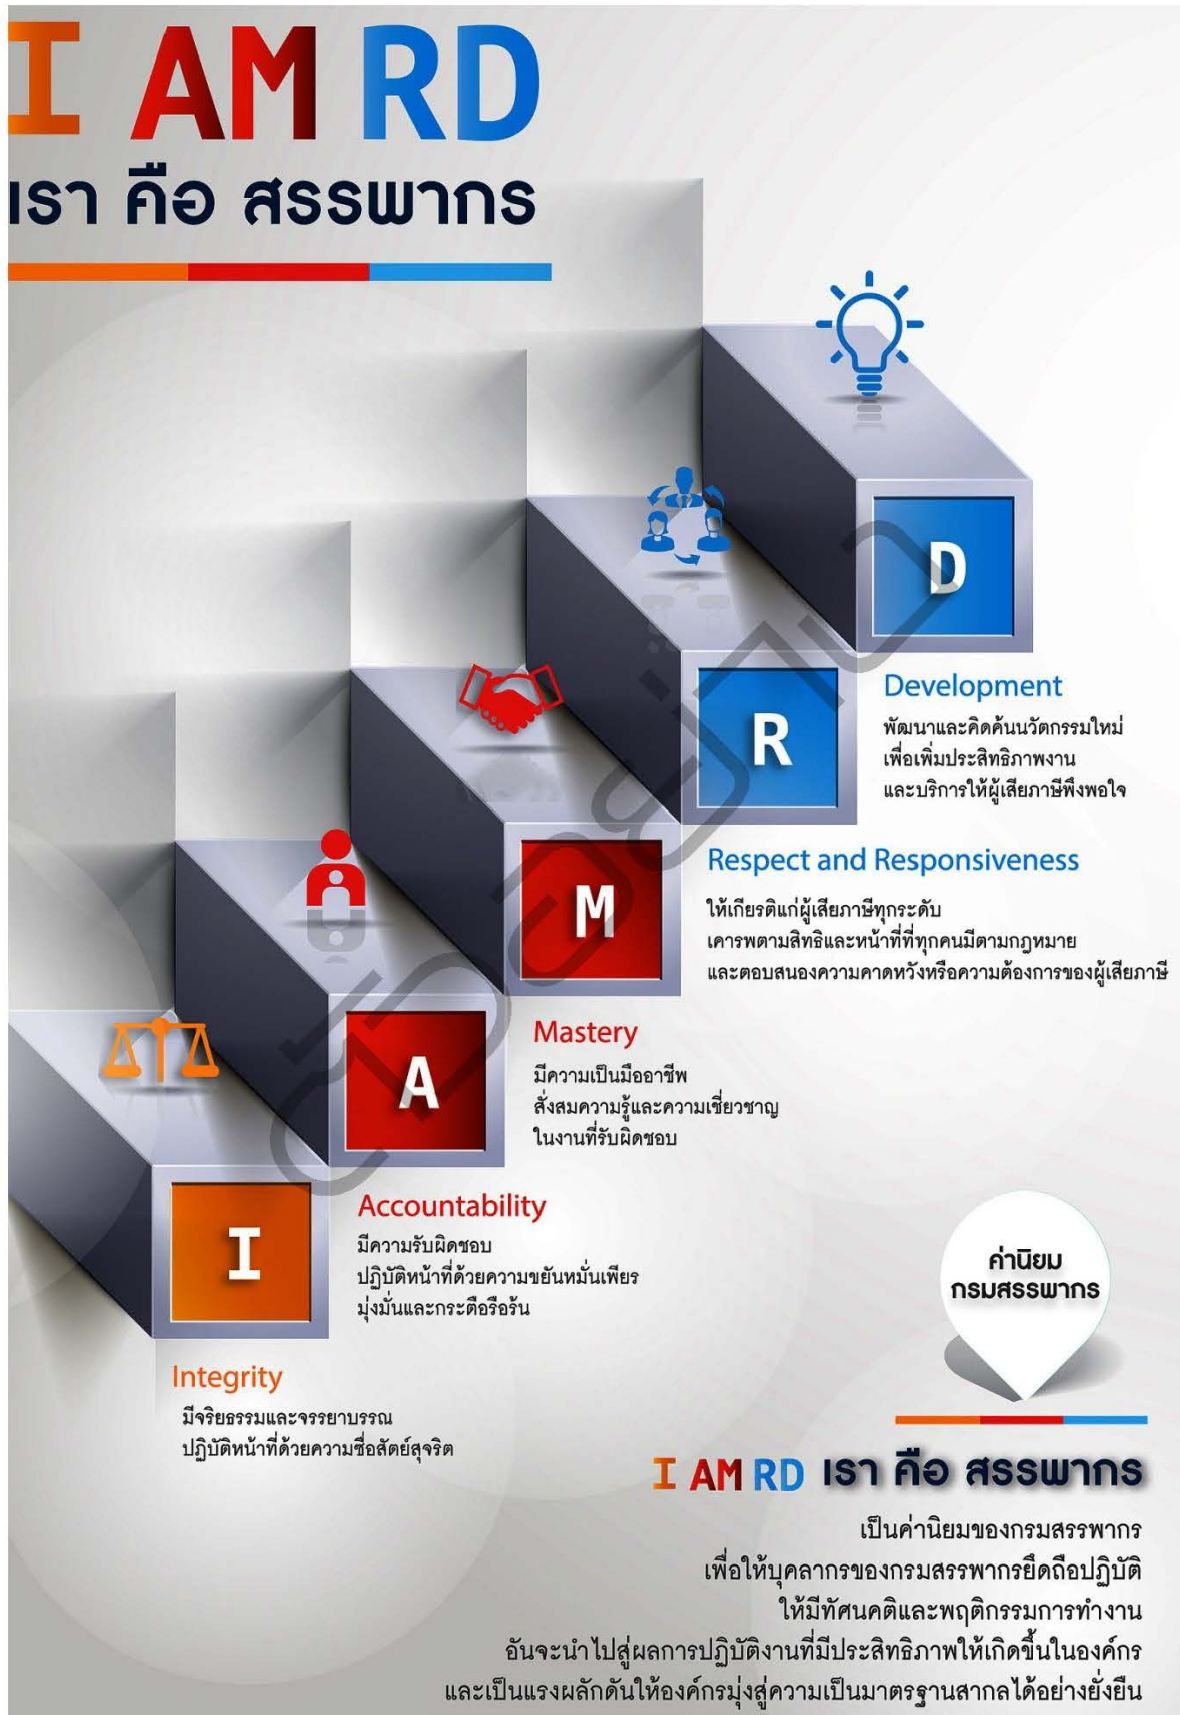 I AM RD
เรา คือ สรรพากร
D
R
Development
พัฒนาและคิดค้นนวัตกรรมใหม่
เพื่อเพิ่มประสิทธิภาพงาน
และบริการให้ผู้เสียภาษีพึงพอใจ
M
Respect and Responsiveness
ให้เกียรติแก่ผู้เสียภาษีทุกระดับ
เคารพตามสิทธิและหน้าที่ที่ทุกคนมีตามกฎหมาย
และตอบสนองความคาดหวังหรือความต้องการของผู้เสียภาษี
A
Mastery
มีความเป็นมืออาชีพ
สั่งสมความรู้และความเชี่ยวชาญ
ในงานที่รับผิดชอบ
I
Accountability
มีความรับผิดชอบ
ปฏิบัติหน้าที่ด้วยความขยันหมั่นเพียร
มุ่งมั่นและกระตือรือร้น
Integrity
มีจริยธรรมและจรรยาบรรณ
ปฏิบัติหน้าที่ด้วยความซื่อสัตย์สุจริต
ค่านิยม
กรมสรรพากร
I AM RD เรา คือ สรรพากร
เป็นค่านิยมของกรมสรรพากร
เพื่อให้บุคลากรของกรมสรรพากรยึดถือปฏิบัติ
ให้มีทัศนคติและพฤติกรรมการทำงาน
อันจะนำไปสู่ผลการปฏิบัติงานที่มีประสิทธิภาพให้เกิดขึ้นในองค์กร
และเป็นแรงผลักดันให้องค์กรมุ่งสู่ความเป็นมาตรฐานสากลได้อย่างยั่งยืน
ตัวอย่าง